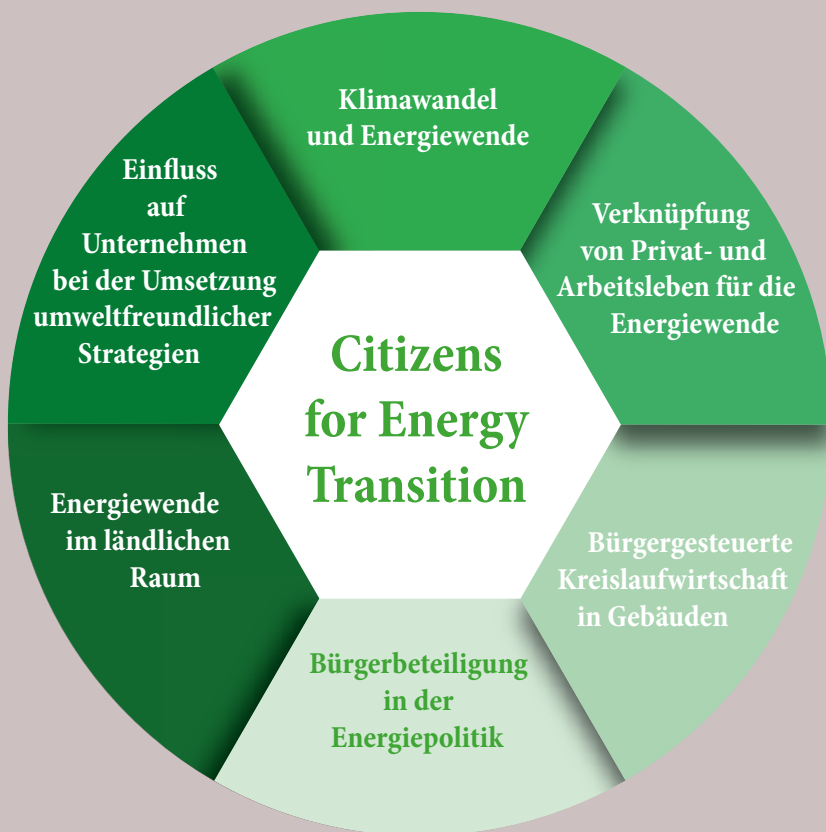 Klimawandel
und Energiewende
Verknüpfung
von Privat- und
Arbeitsleben für die
Energiewende
Bürgergesteuerte
Kreislaufwirtschaft
in Gebäuden
Bürgerbeteiligung
in der
Energiepolitik
Energiewende
im ländlichen
Raum
Einfluss
auf
Unternehmen
bei der Umsetzung
umweltfreundlicher
Strategien
Citizens
for Energy
Transition